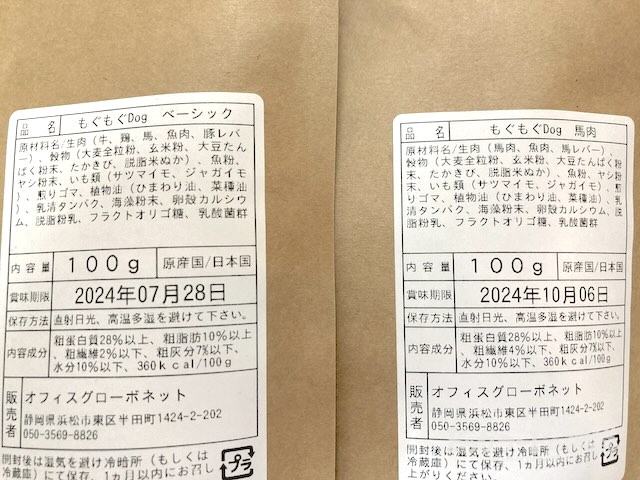 品名 もぐもぐDog ベーシック
原材料名/生肉（牛、鶏、馬、魚肉、豚レバ
ー）、穀物（大麦全粒粉、玄米粉、大豆たん
ぱく粉末、たかきび、脱脂米ぬか）、魚粉、
ヤシ粉末、いも類（サツマイモ、ジャガイモ
）、煎りゴマ、植物油（ひまわり油、菜種油
）、乳清タンパク、海藻粉末、卵殻カルシウ
ム、脱脂粉乳、フラクトオリゴ糖、乳酸菌群
内容量 100g 原産国/日本国
賞味期限 2024年07月28日
保存方法 直射日光、高温多湿を避けて下さい。
内容成分 粗蛋白質28％以上、粗脂肪10％以上
、粗繊維2％以下、粗灰分7％以下、
水分10％以下、360kcal/100g
販売者 オフィスグローボネット
静岡県浜松市東区半田町1424-2-202
050-3569-8826
開封後は湿気を避け冷暗所（もしくは
冷蔵庫）にて保存、1ヵ月以内にお召し
プラ
品名 もぐもぐDog 馬肉
原材料名/生肉（馬肉、魚肉、馬レバー）、
穀物（大麦全粒粉、玄米粉、大豆たんぱく粉
末、たかきび、脱脂米ぬか）、魚粉、ヤシ粉
末、いも類（サツマイモ、ジャガイモ）、煎
りゴマ、植物油（ひまわり油、菜種油）、乳
清タンパク、海藻粉末、卵殻カルシウム、脱
脂粉乳、フラクトオリゴ糖、乳酸菌群
内容量 100g 原産国/日本国
賞味期限 2024年10月06日
保存方法 直射日光、高温多湿を避けて下さい。
内容成分 粗蛋白質28％以上、粗脂肪10％以上
、粗繊維4％以下、粗灰分7％以下、
水分10％以下、360kcal/100g
販売者 オフィスグローボネット
静岡県浜松市東区半田町1424-2-202
050-3569-8826
開封後は湿気を避け冷暗所（もしくは
冷蔵庫）にて保存、1ヵ月以内にお召し
上がりください。
プラ